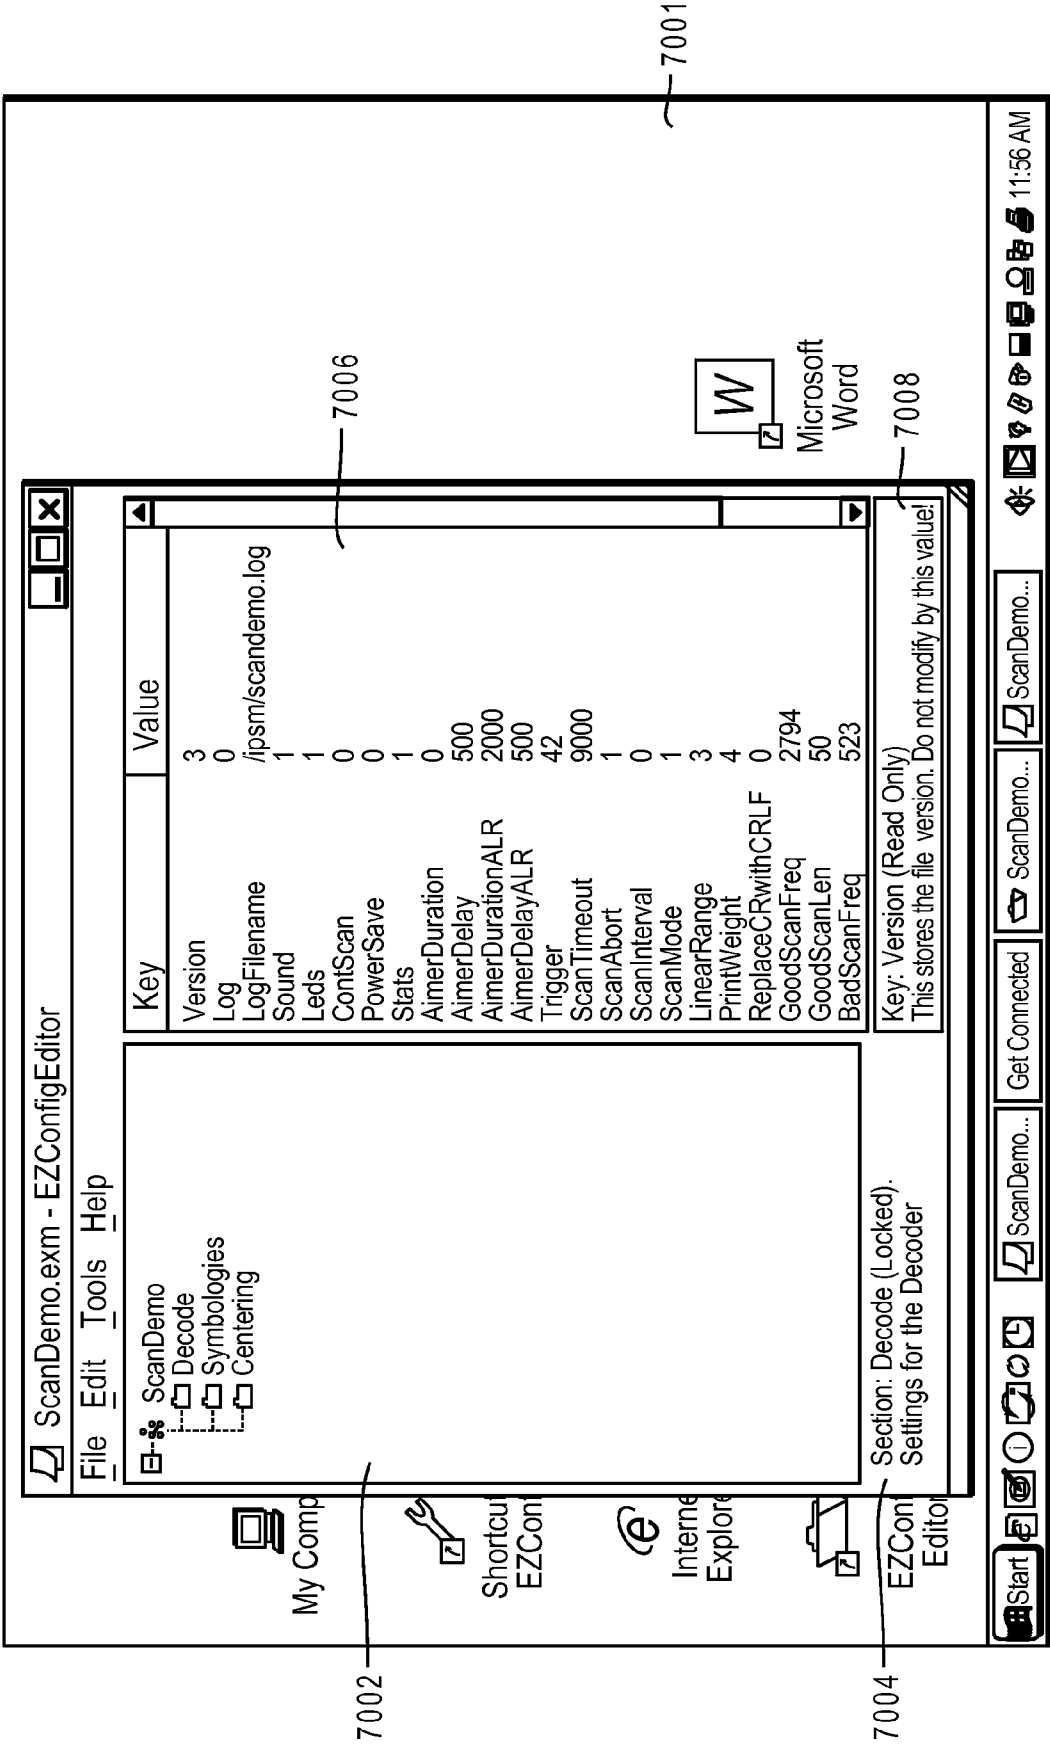 7001
ScanDemo.exm - EZConfigEditor
File Edit Tools Help
ScanDemo
Decode
Symbologies
Centering
Key Value
Version 3
Log 0
LogFilename /ipsm/scandemo.log
Sound 1
Leds 1
ContScan 0
PowerSave 0
Stats 1
AimerDuration 0
AimerDelay 500
AimerDurationALR 2000
AimerDelayALR 500
Trigger 42
ScanTimeout 9000
ScanAbort 1
ScanInterval 0
ScanMode 1
LinearRange 3
PrintWeight 4
ReplaceCRwithCRLF 0
GoodScanFreq 2794
GoodScanLen 50
BadScanFreq 523
Section: Decode (Locked).
Settings for the Decoder
Key: Version (Read Only)
This stores the file version. Do not modify by this value!
My Comp
Shortcu
EZConf
Interne
Explore
EZConf
Editor
W
Microsoft
Word
7002
7004
7006
7008
Start
ScanDemo...
Get Connected
ScanDemo...
ScanDemo...
11:56 AM